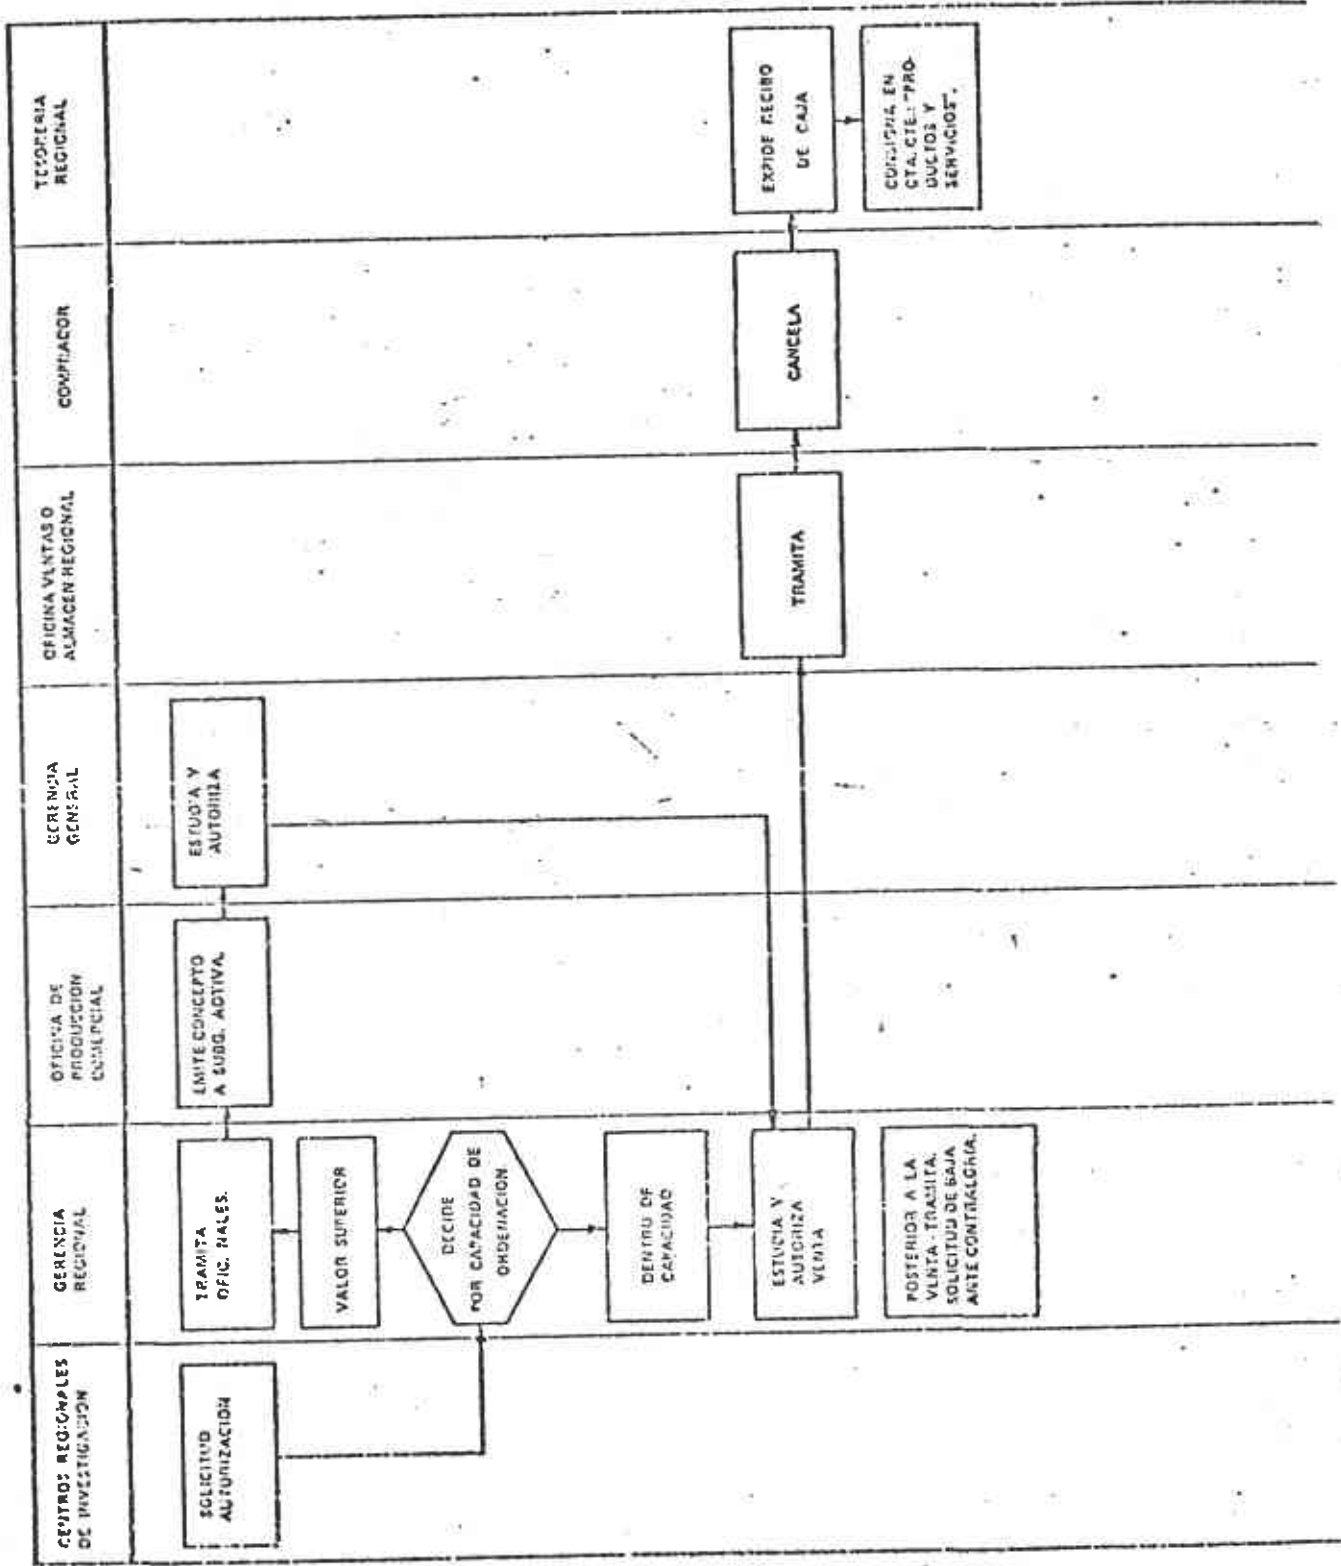 CENTROS REGIONALES
DE INVESTIGACION
GERENCIA
REGIONAL
OFICINA DE
PRODUCCION
COMERCIAL
GERENCIA
GENERAL
OFICINA VENTAS O
ALMACEN REGIONAL
COMPRADOR
TESORERIA
REGIONAL
SOLICITUD
AUTORIZACION
TRAMITA
OFIC. NALES.
EMITE CONCEPTO
A SUBG. ADTIVA.
ESTUDIA Y
AUTORIZA
VALOR SUPERIOR
DECIDE
POR CAPACIDAD DE
ORDENACION
DENTRO DE
CAPACIDAD
ESTUDIA Y
AUTORIZA
VENTA
TRAMITA
CANCELA
EXPIDE RECIBO
DE CAJA
POSTERIOR A LA
VENTA - TRAMITA.
SOLICITUD DE BAJA
ANTE CONTRALORIA.
CONSIGNA EN
CTA. CTE.: "PRO-
DUCTOS Y
SERVICIOS".